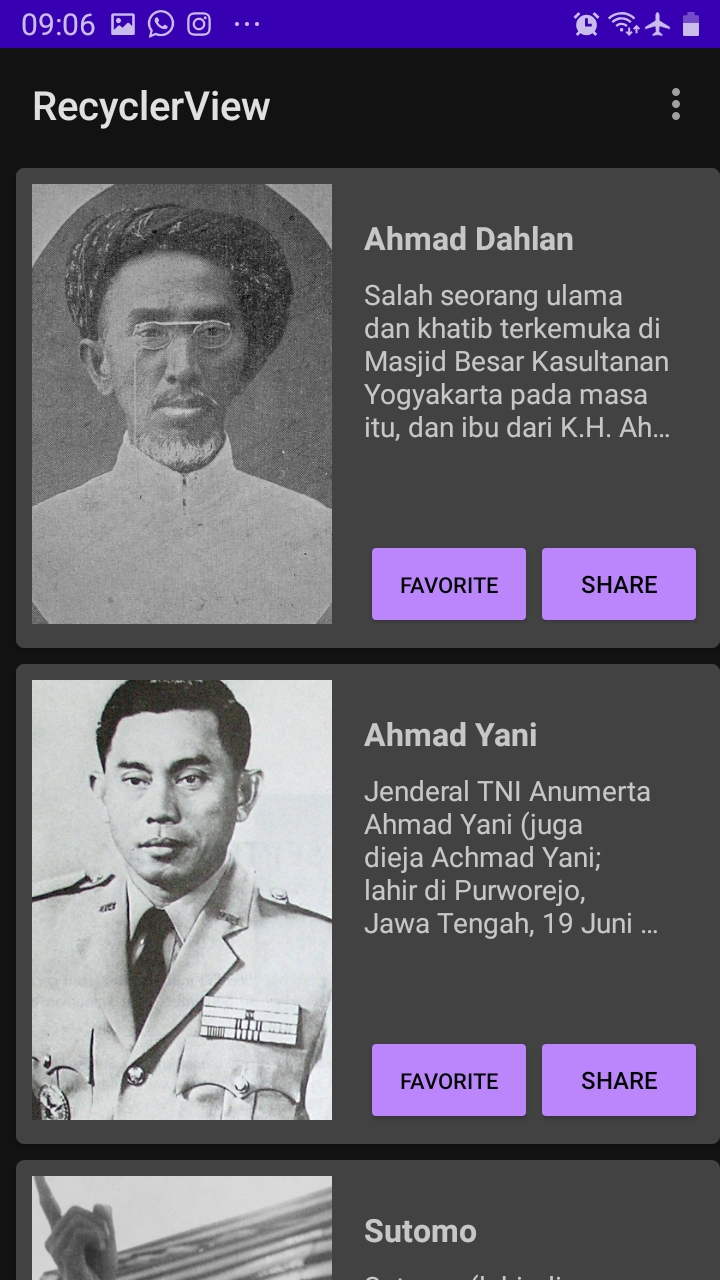 09:06
RecyclerView
Ahmad Dahlan
Salah seorang ulama
dan khatib terkemuka di
Masjid Besar Kasultanan
Yogyakarta pada masa
itu, dan ibu dari K.H. Ah...
FAVORITE SHARE
Ahmad Yani
Jenderal TNI Anumerta
Ahmad Yani (juga
dieja Achmad Yani;
lahir di Purworejo,
Jawa Tengah, 19 Juni ...
FAVORITE SHARE
Sutomo